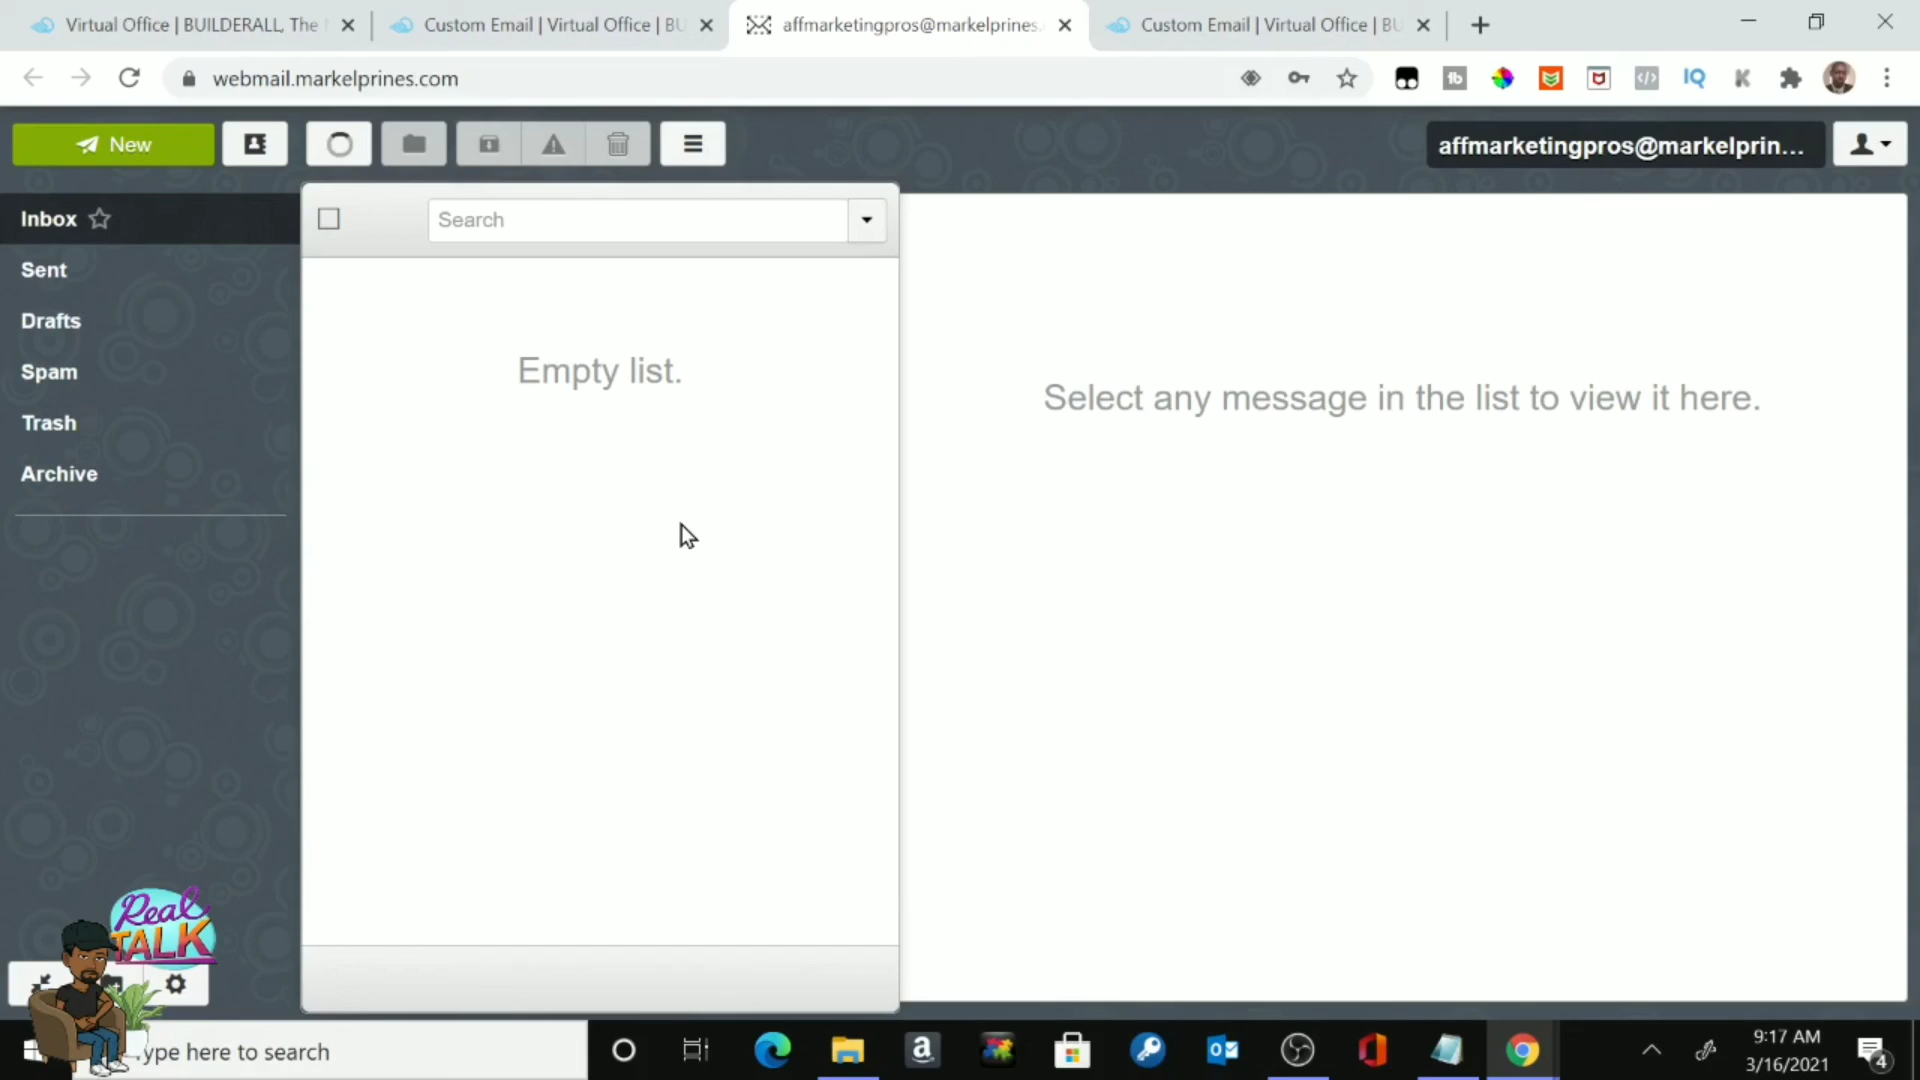 Virtual Office | BUILDERALL, The
Custom Email | Virtual Office | BU
affmarketingpros@markelprines.
Custom Email | Virtual Office | BU
webmail.markelprines.com
New
affmarketingpros@markelprin...
Inbox
Search
Sent
Drafts
Spam
Trash
Archive
Empty list.
Select any message in the list to view it here.
Real
TALK
ype here to search
9:17 AM
3/16/2021
4